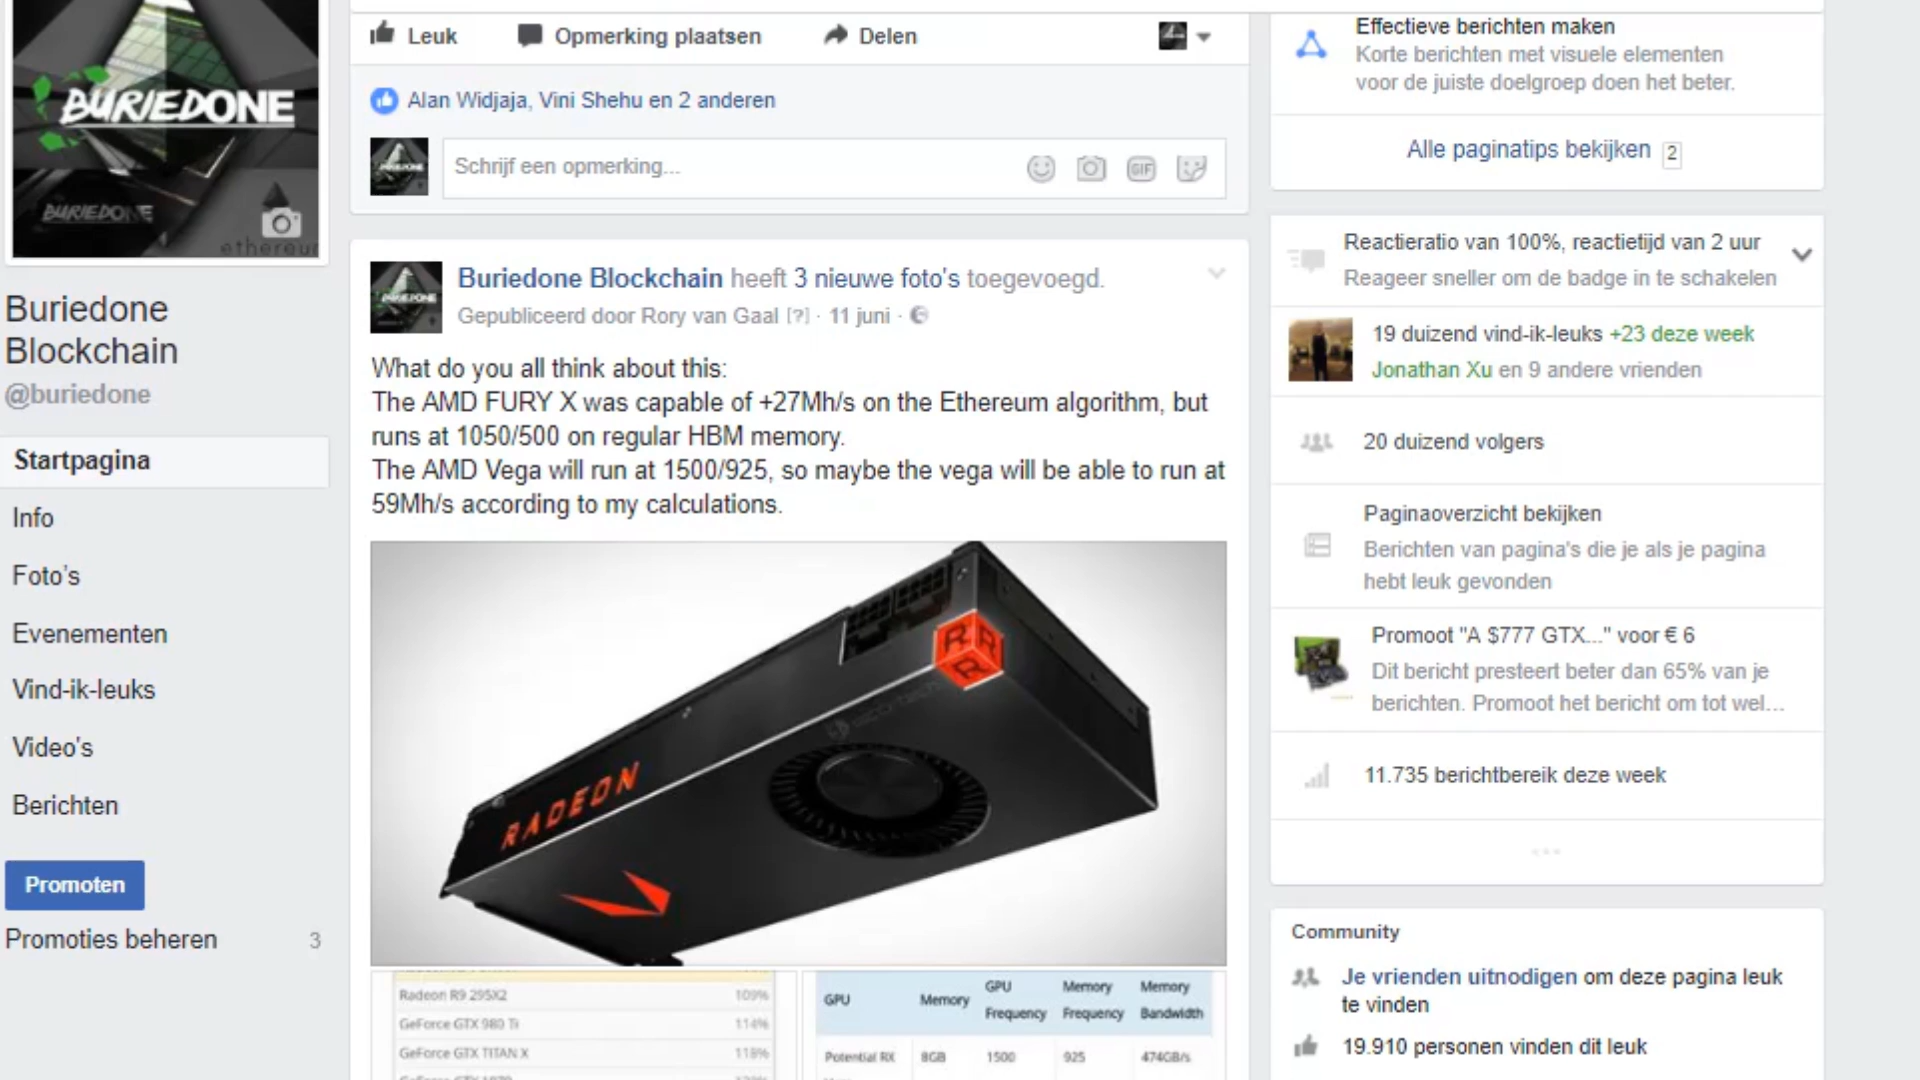 BURIEDONE
BURIEDONE
Buriedone
Blockchain
@buriedone
Startpagina
Info
Foto's
Evenementen
Vind-ik-leuks
Video's
Berichten
Promoten
Promoties beheren 3
Leuk Opmerking plaatsen Delen
Alan Widjaja, Vini Shehu en 2 anderen
Schrijf een opmerking...
GIF
Buriedone Blockchain heeft 3 nieuwe foto's toegevoegd.
Gepubliceerd door Rory van Gaal [?] · 11 juni ·
What do you all think about this:
The AMD FURY X was capable of +27Mh/s on the Ethereum algorithm, but
runs at 1050/500 on regular HBM memory.
The AMD Vega will run at 1500/925, so maybe the vega will be able to run at
59Mh/s according to my calculations.
R R
R
RADEON
Radeon R9 295X2 109%
GeForce GTX 980 Ti 114%
GeForce GTX TITAN X 118%
GPU Memory GPU Frequency Memory Frequency Memory Bandwidth
Potential RX 8GB 1500 925 474GB/s
Effectieve berichten maken
Korte berichten met visuele elementen
voor de juiste doelgroep doen het beter.
Alle paginatips bekijken 2
Reactieratio van 100%, reactietijd van 2 uur
Reageer sneller om de badge in te schakelen
19 duizend vind-ik-leuks +23 deze week
Jonathan Xu en 9 andere vrienden
20 duizend volgers
Paginaoverzicht bekijken
Berichten van pagina's die je als je pagina
hebt leuk gevonden
Promoot "A $777 GTX..." voor € 6
Dit bericht presteert beter dan 65% van je
berichten. Promoot het bericht om tot wel...
11.735 berichtbereik deze week
...
Community
Je vrienden uitnodigen om deze pagina leuk
te vinden
19.910 personen vinden dit leuk